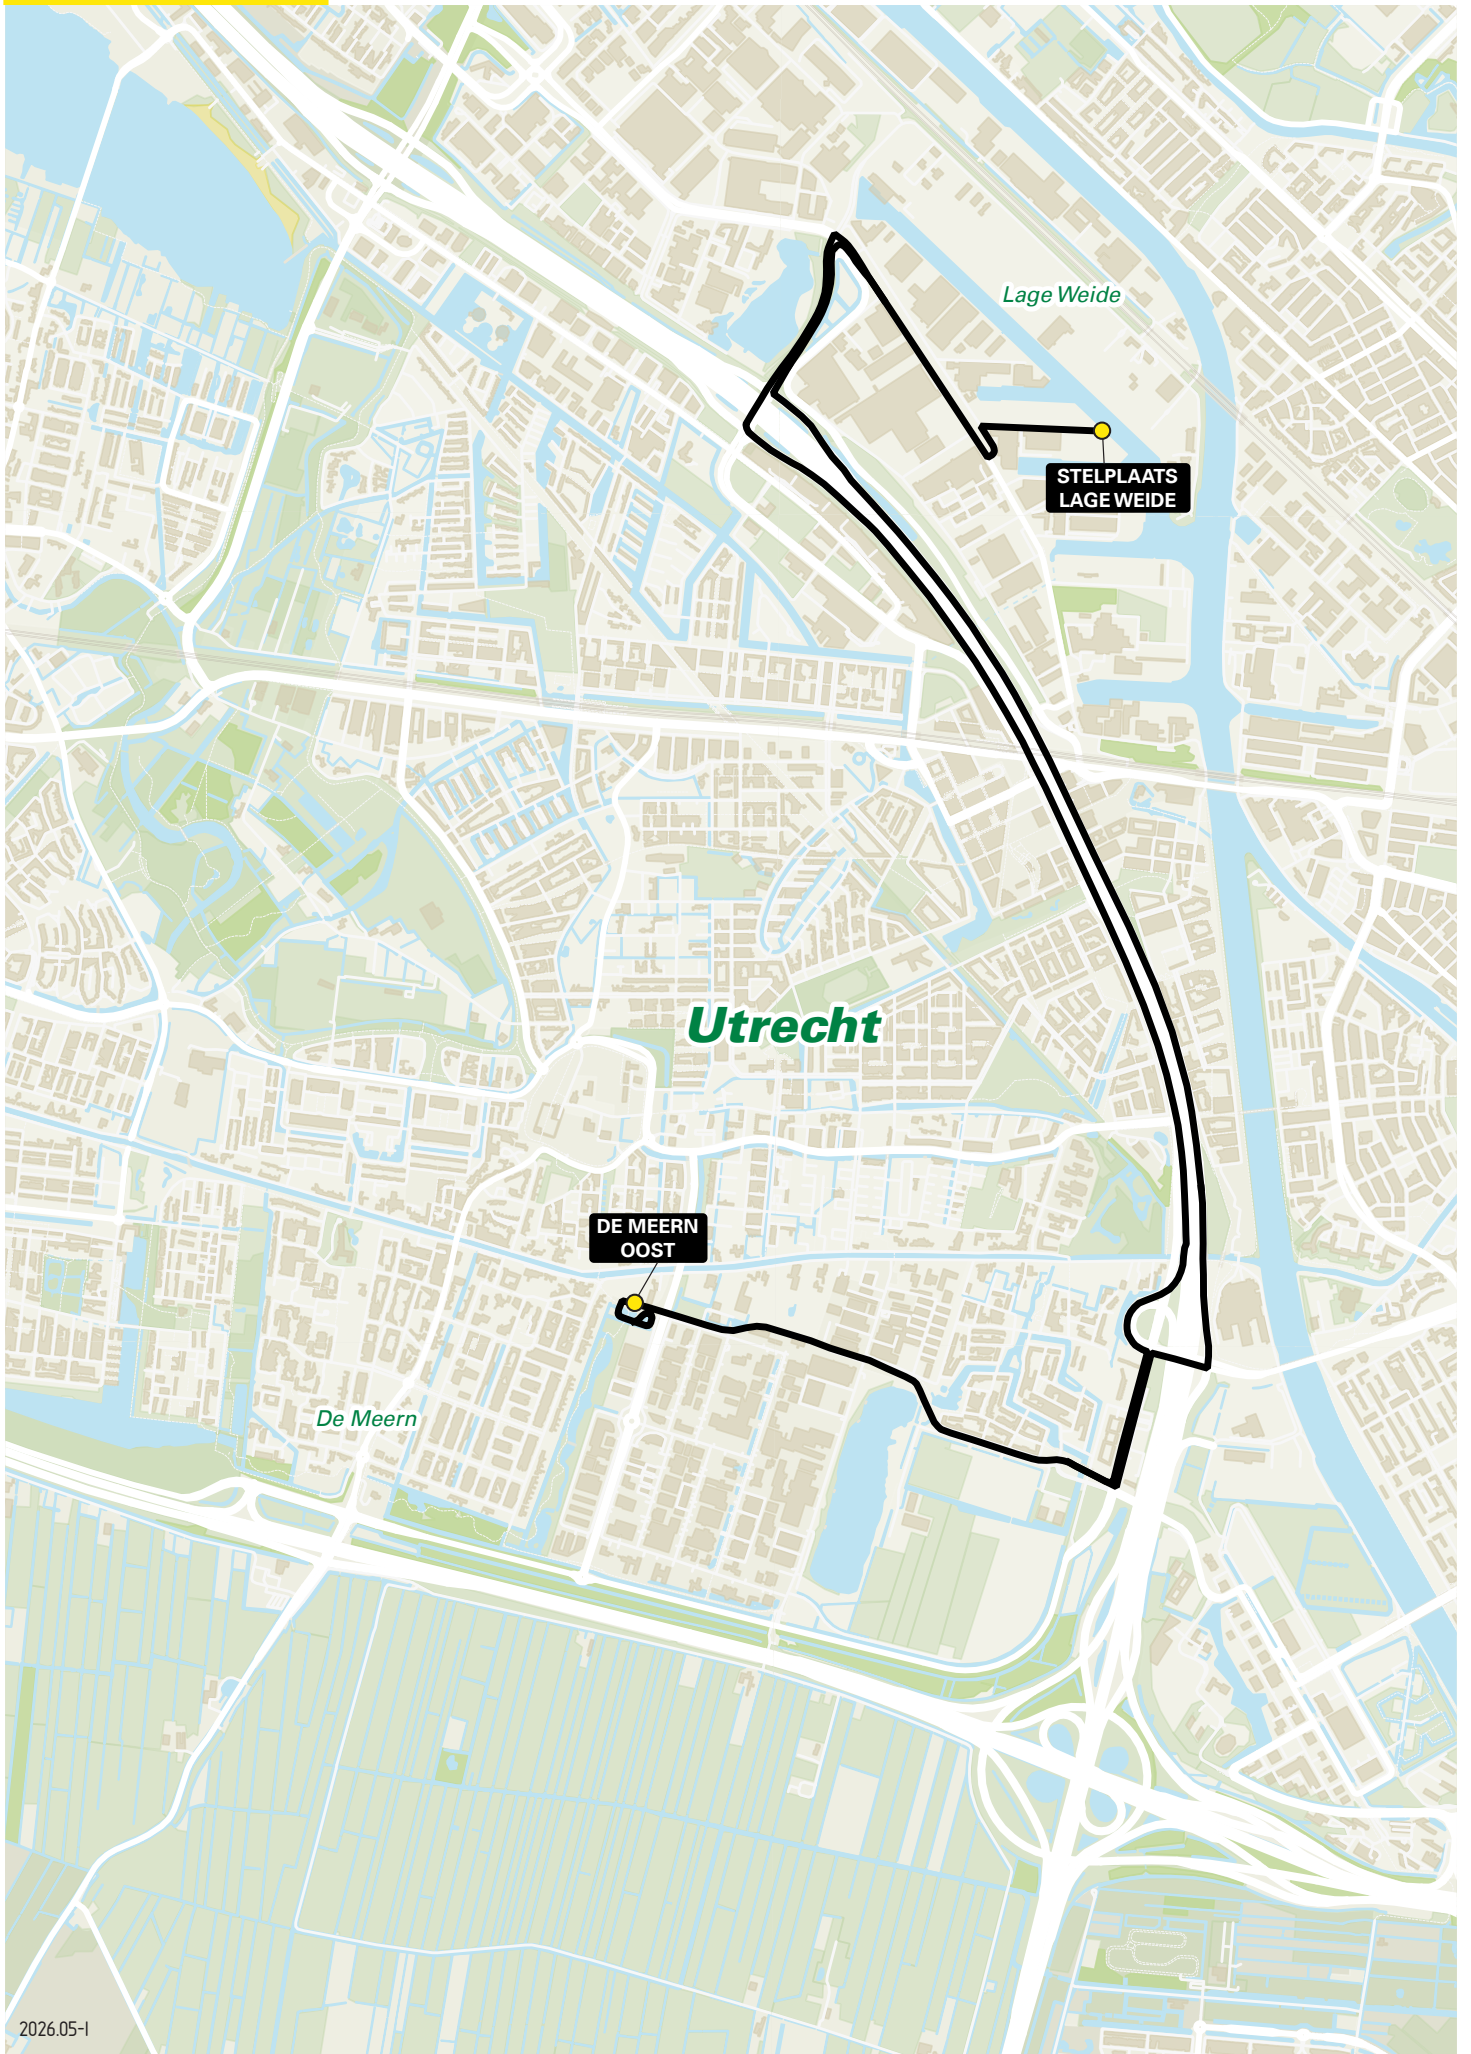 Lage Weide
STELPLAATS
LAGE WEIDE
Utrecht
DE MEERN
OOST
De Meern
2026.05-I